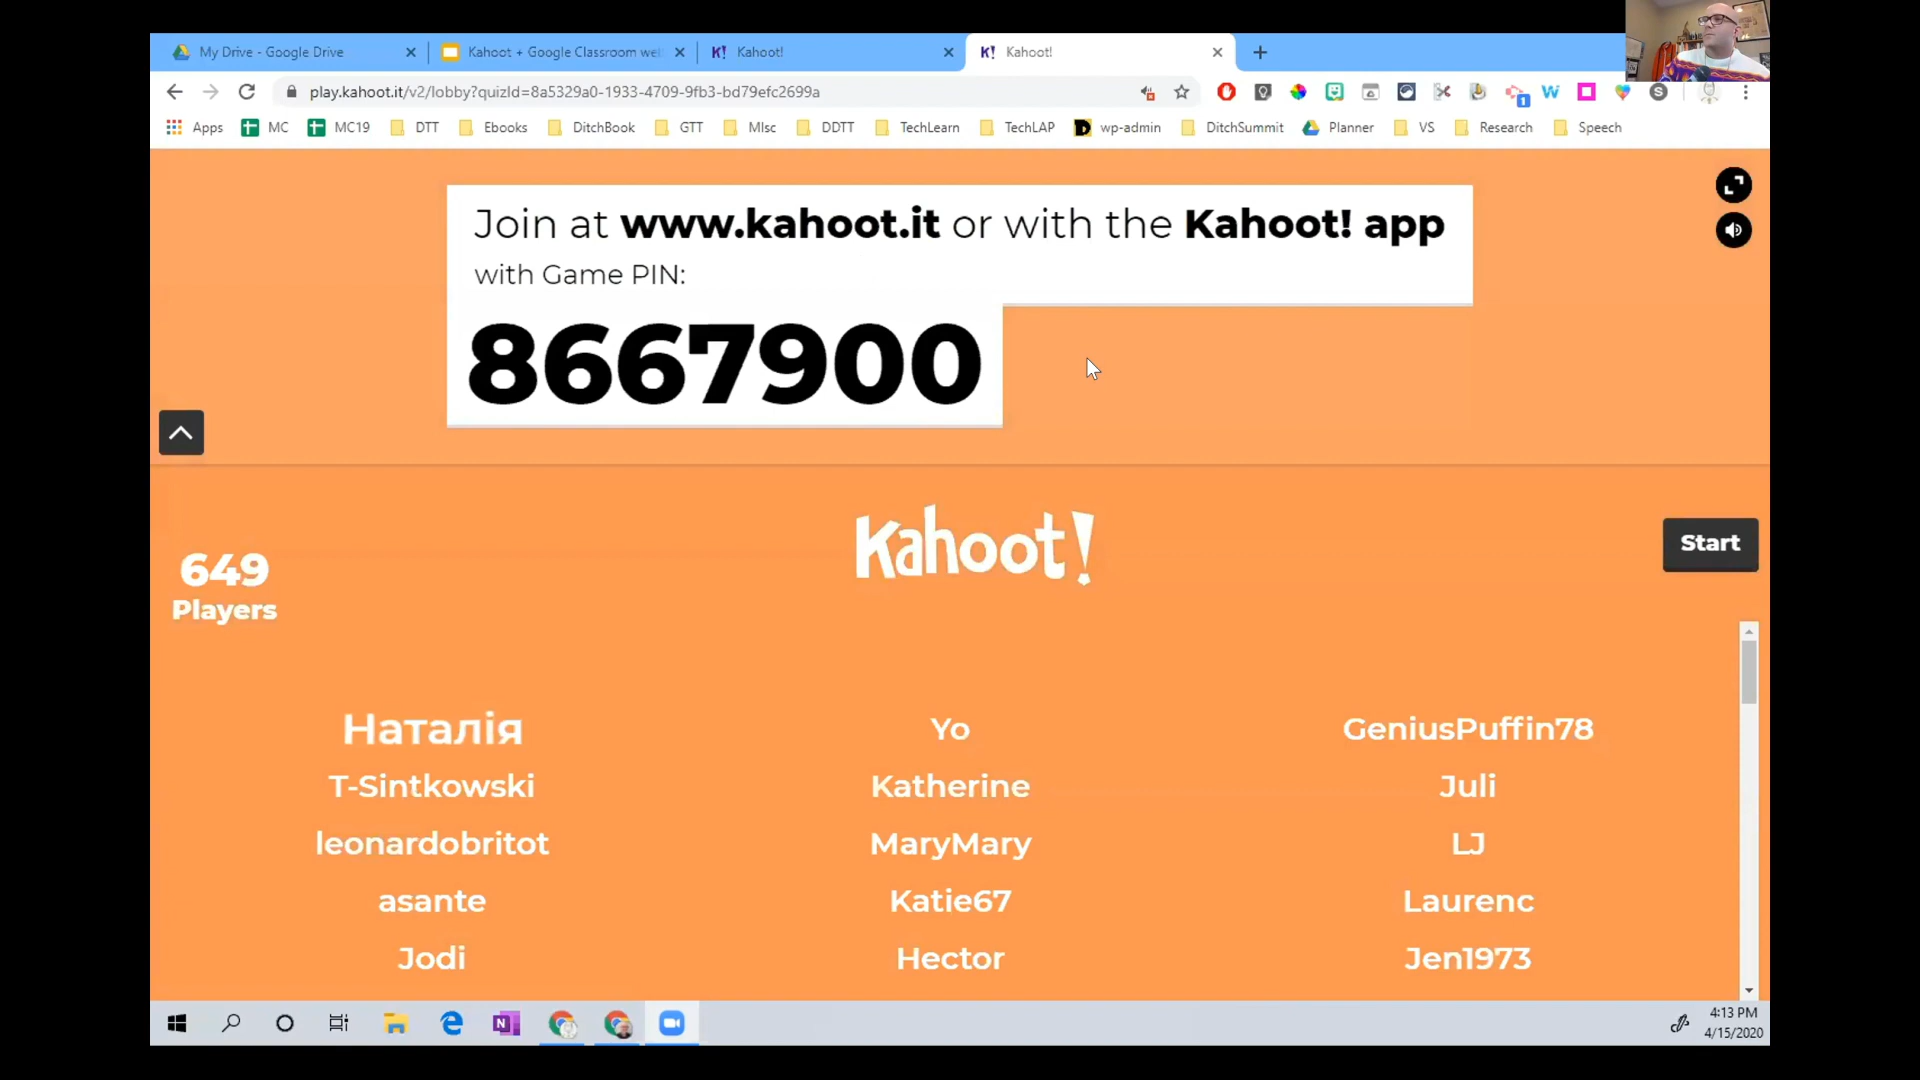 My Drive - Google Drive
Kahoot + Google Classroom we
Kahoot!
Kahoot!
play.kahoot.it/v2/lobby?quizId=8a5329a0-1933-4709-9fb3-bd79efc2699a
Apps MC MC19 DTT Ebooks DitchBook GTT MIsc DDTT TechLearn TechLAP wp-admin DitchSummit Planner VS Research Speech
Join at www.kahoot.it or with the Kahoot! app
with Game PIN:
8667900
Kahoot!
Start
649
Players
Наталія Yo GeniusPuffin78
T-Sintkowski Katherine Juli
leonardobritot MaryMary LJ
asante Katie67 Laurenc
Jodi Hector Jen1973
4:13 PM
4/15/2020